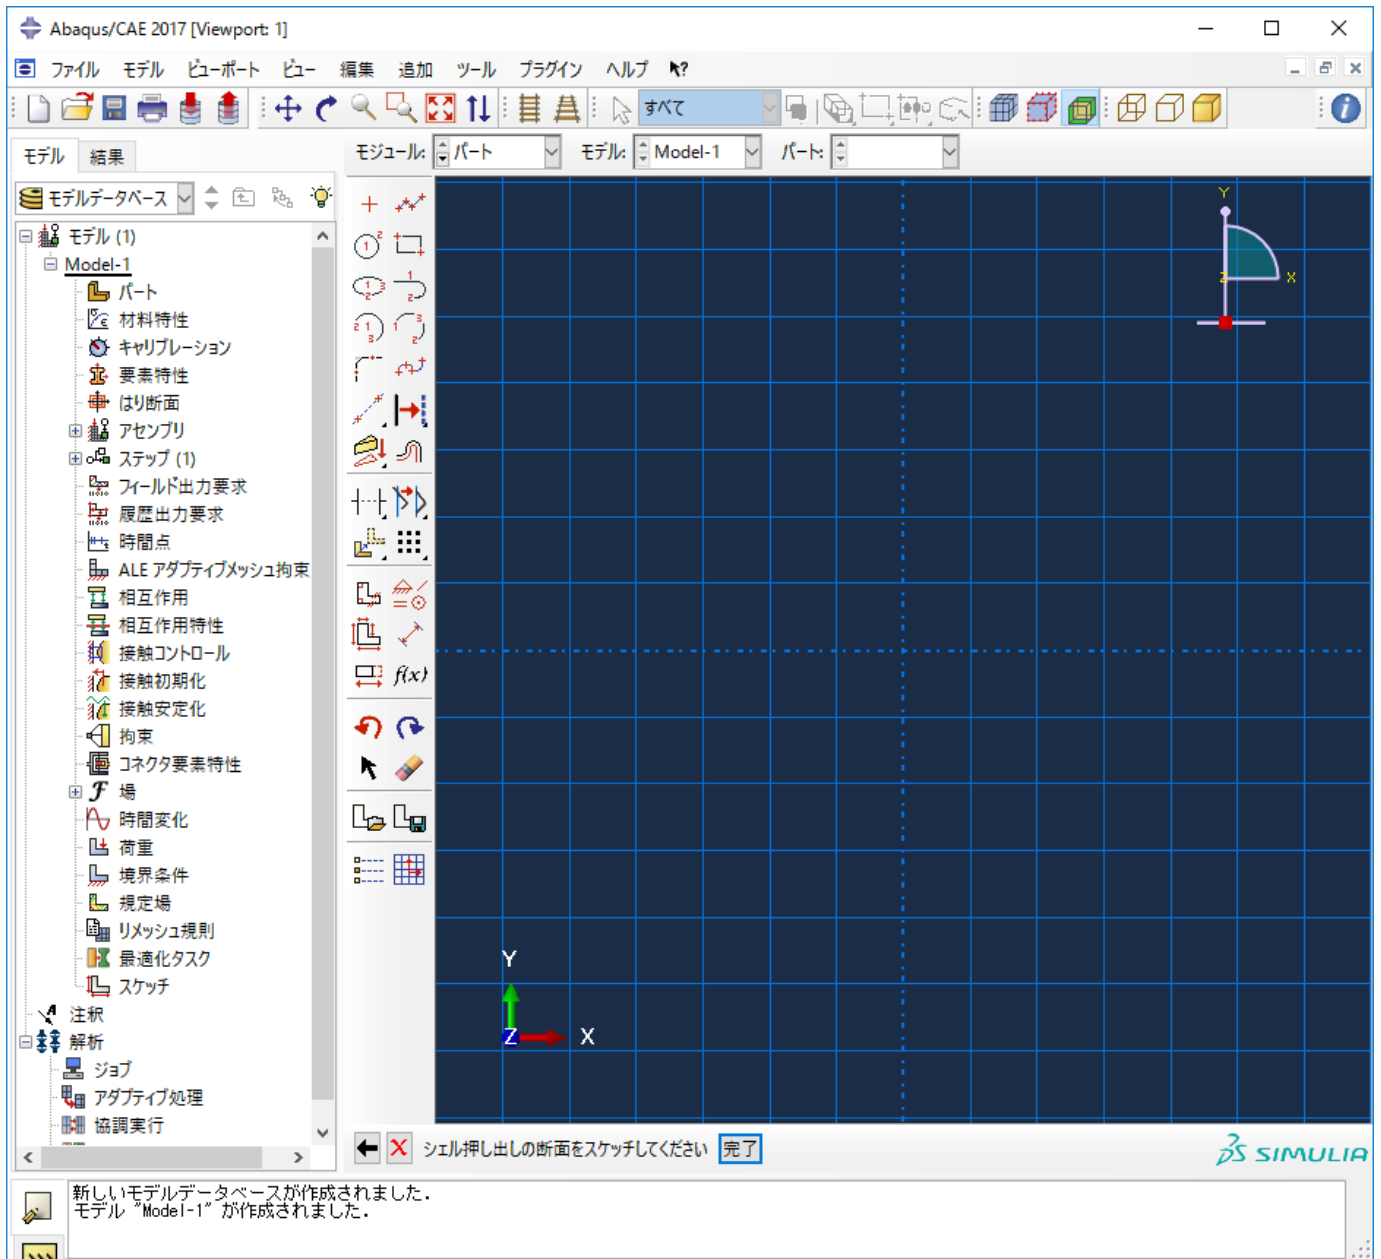 Abaqus/CAE 2017 [Viewport: 1]
ファイル モデル ビューポート ビュー 編集 追加 ツール プラグイン ヘルプ
すべて
モデル 結果
モジュール: パート モデル: Model-1 パート:
モデルデータベース
モデル (1)
Model-1
パート
材料特性
キャリブレーション
要素特性
はり断面
アセンブリ
ステップ (1)
フィールド出力要求
履歴出力要求
時間点
ALE アダプティブメッシュ拘束
相互作用
相互作用特性
接触コントロール
接触初期化
接触安定化
拘束
コネクタ要素特性
場
時間変化
荷重
境界条件
規定場
リメッシュ規則
最適化タスク
スケッチ
注釈
解析
ジョブ
アダプティブ処理
協調実行
f(x)
Y
Z X
Y
Z X
シェル押し出しの断面をスケッチしてください 完了
SIMULIA
新しいモデルデータベースが作成されました.
モデル "Model-1" が作成されました.